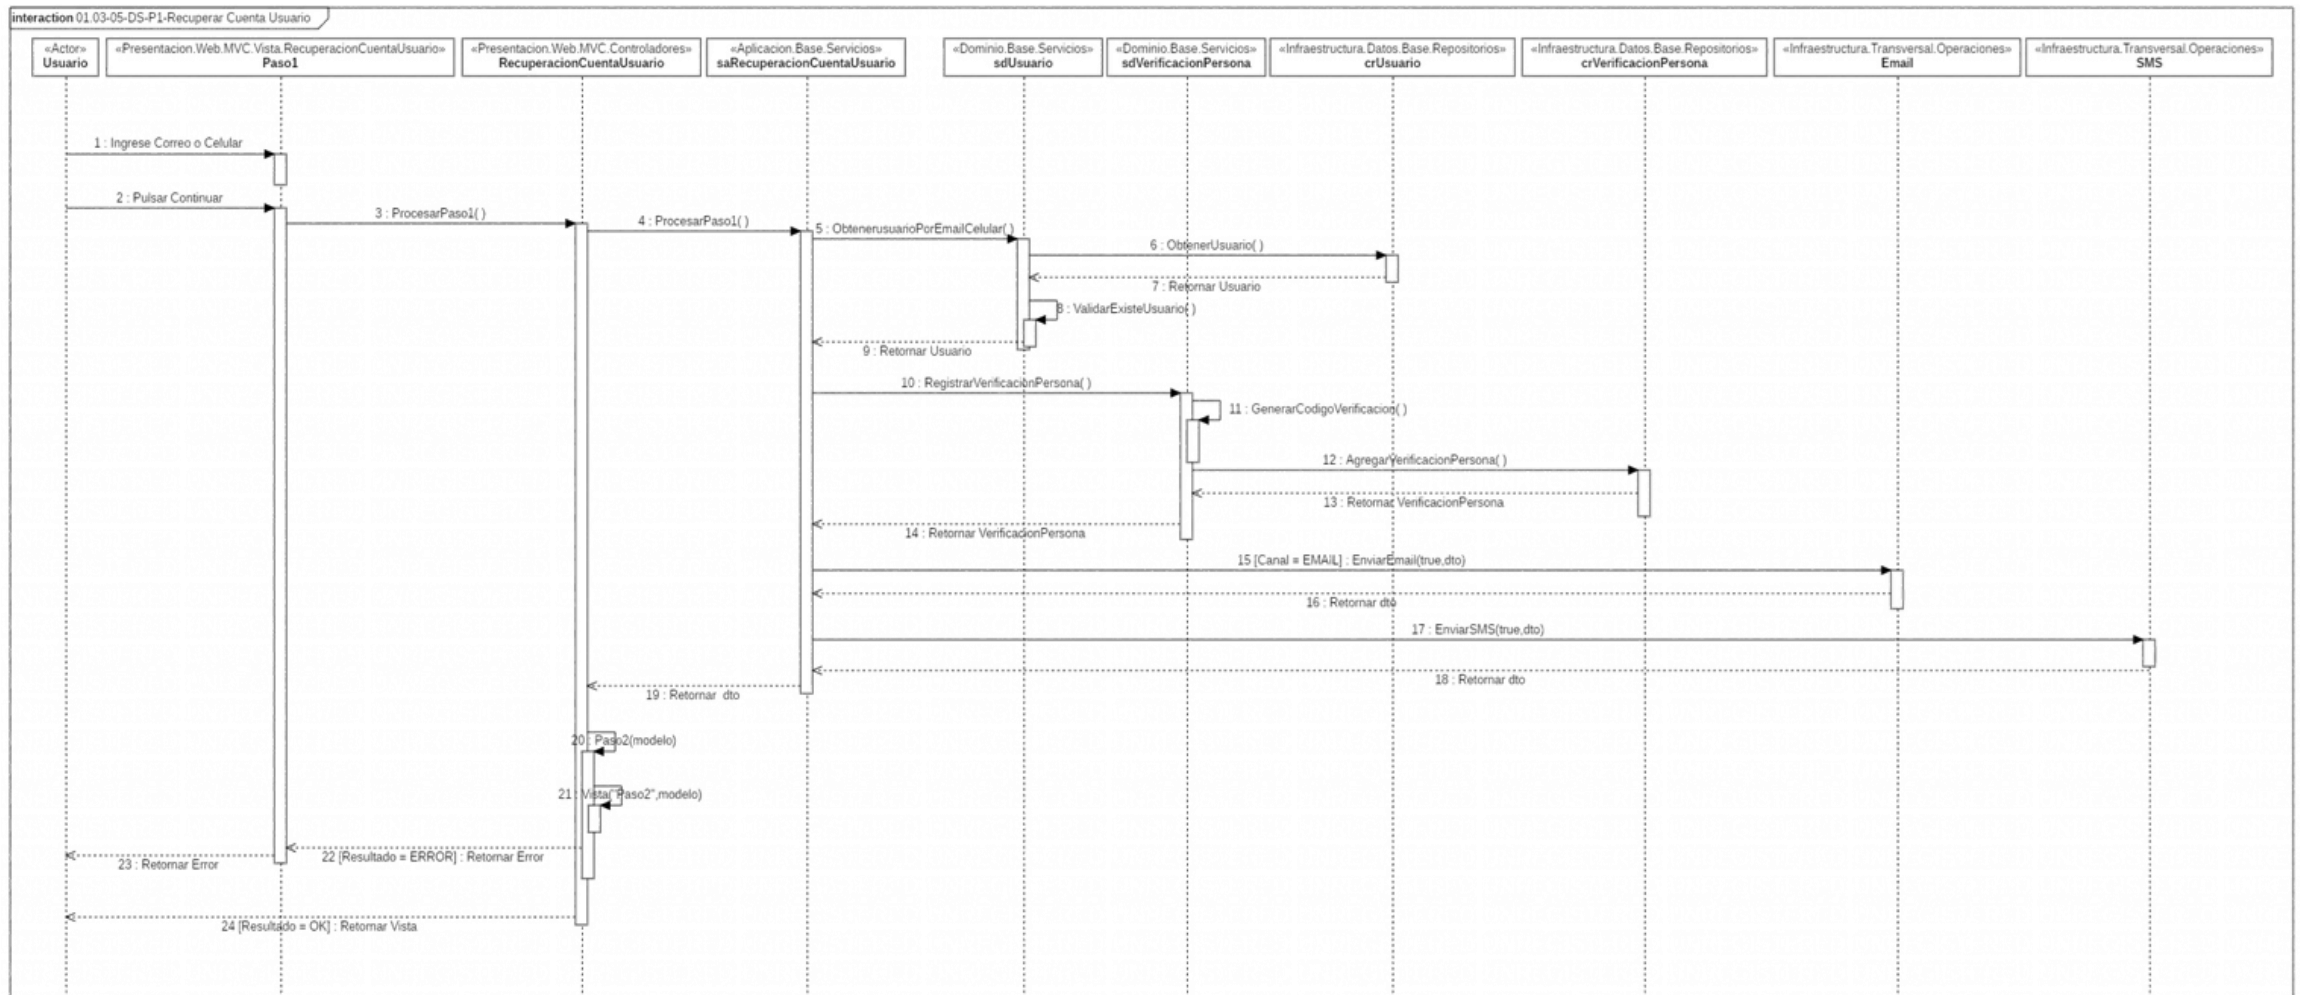 interaction 01.03-05-DS-P1-Recuperar Cuenta Usuario
«Actor»
Usuario
«Presentacion.Web.MVC.Vista.RecuperacionCuentaUsuario»
Paso1
«Presentacion.Web.MVC.Controladores»
RecuperacionCuentaUsuario
«Aplicacion.Base.Servicios»
saRecuperacionCuentaUsuario
«Dominio.Base.Servicios»
sdUsuario
«Dominio.Base.Servicios»
sdVerificacionPersona
«Infraestructura.Datos.Base.Repositorios»
crUsuario
«Infraestructura.Datos.Base.Repositorios»
crVerificacionPersona
«Infraestructura.Transversal.Operaciones»
Email
«Infraestructura.Transversal.Operaciones»
SMS
1 : Ingrese Correo o Celular
2 : Pulsar Continuar
3 : ProcesarPaso1( )
4 : ProcesarPaso1( )
5 : ObtenerusuarioPorEmailCelular( )
6 : ObtenerUsuario( )
7 : Retornar Usuario
8 : ValidarExisteUsuario( )
9 : Retornar Usuario
10 : RegistrarVerificacionPersona( )
11 : GenerarCodigoVerificacion( )
12 : AgregarVerificacionPersona( )
13 : Retornar VerificacionPersona
14 : Retornar VerificacionPersona
15 [Canal = EMAIL] : EnviarEmail(true,dto)
16 : Retornar dto
17 : EnviarSMS(true,dto)
18 : Retornar dto
19 : Retornar dto
20 : Paso2(modelo)
21 : Vista("Paso2",modelo)
22 [Resultado = ERROR] : Retornar Error
23 : Retornar Error
24 [Resultado = OK] : Retornar Vista